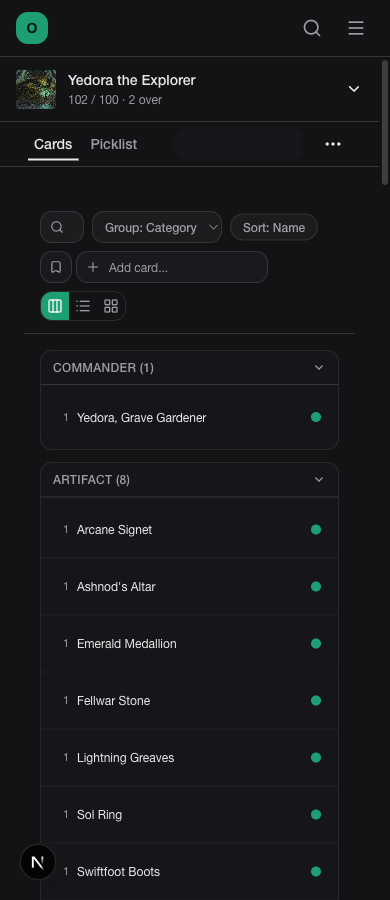 O
Yedora the Explorer
102 / 100 · 2 over
Cards Picklist
Group: Category Sort: Name
Add card...
COMMANDER (1)
1 Yedora, Grave Gardener
ARTIFACT (8)
1 Arcane Signet
1 Ashnod's Altar
1 Emerald Medallion
1 Fellwar Stone
1 Lightning Greaves
1 Sol Ring
N
1 Swiftfoot Boots